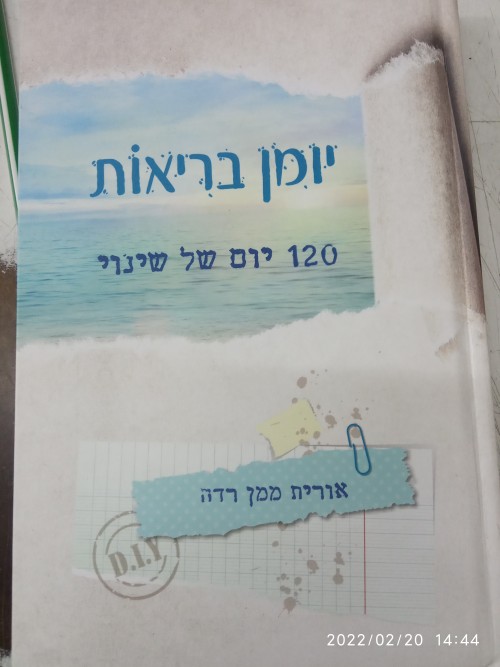 יומן בריאות
120 יום של שינוי
אורית ממן רדה
D.I.Y
2022/02/20 14:44